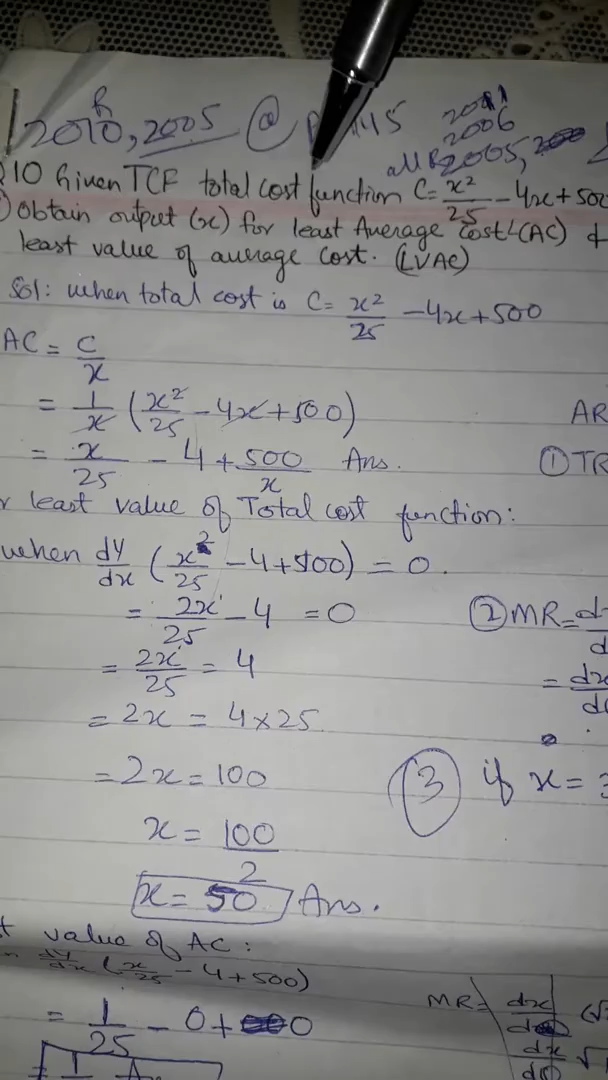 R
2010, 2005 @
2001
2006
2005,
10 Given TCF total cost function C = x²/25 - 4x + 500
Obtain output (x) for least Average cost (AC) &
least value of average cost. (LVAC)
Sol: when total cost is C = x²/25 - 4x + 500
AC = C/x
= 1/x (x²/25 - 4x + 500)
AR
= x/25 - 4 + 500/x Ans.
① TR
least value of Total cost function:
when dy/dx (x²/25 - 4 + 500) = 0.
= 2x/25 - 4 = 0
② MR = d
= 2x/25 = 4
= dx
= 2x = 4 x 25
= 2x = 100
③ if x =
x = 100/2
x = 50 Ans.
value of AC:
dy/dx (x/25 - 4 + 500)
MR = dx
= 1/25 - 0 + 0
dx